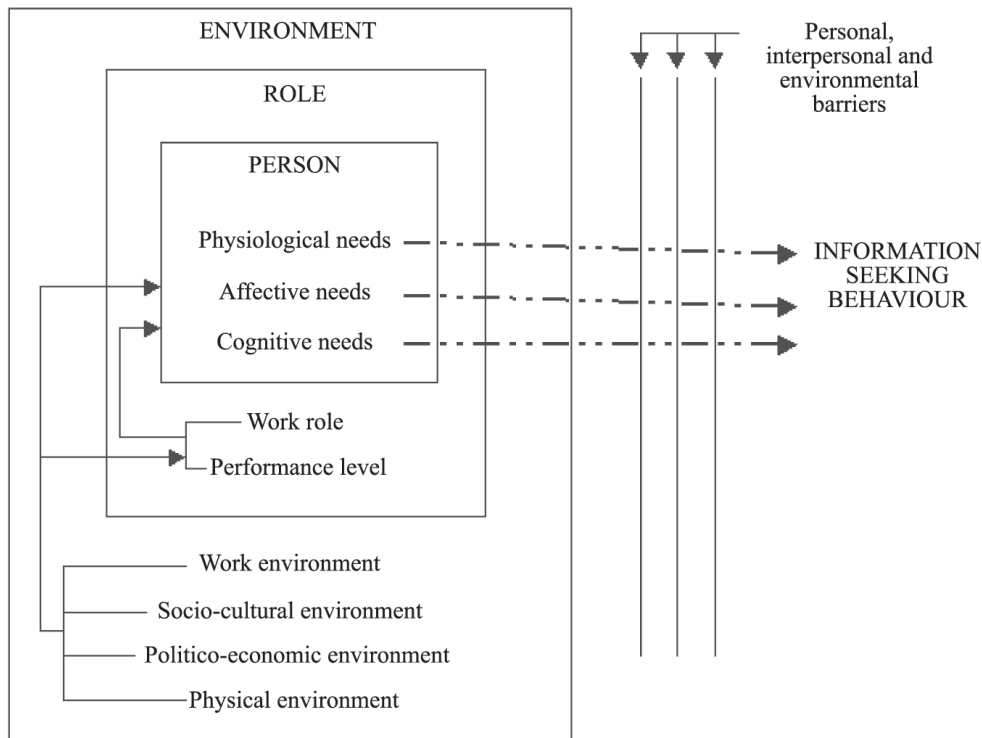 ENVIRONMENT
ROLE
PERSON
Physiological needs
Affective needs
Cognitive needs
Work role
Performance level
Work environment
Socio-cultural environment
Politico-economic environment
Physical environment
Personal,
interpersonal and
environmental
barriers
INFORMATION
SEEKING
BEHAVIOUR